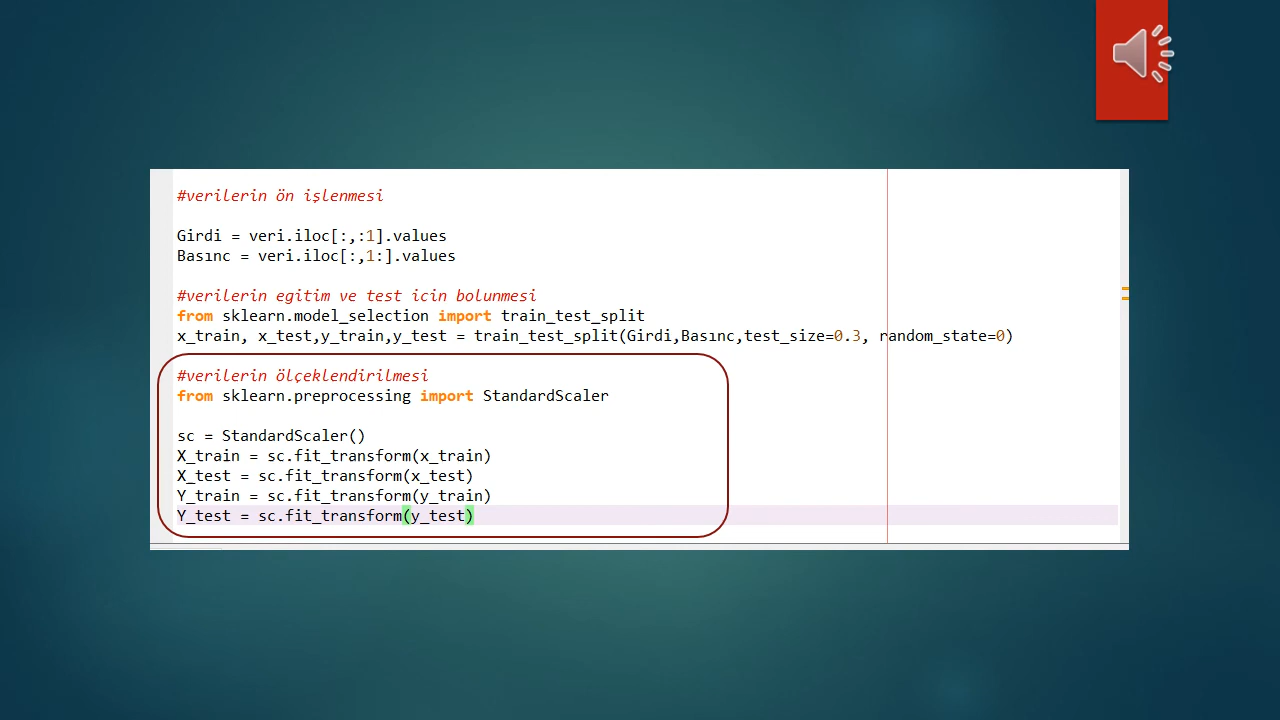 #verilerin ön işlenmesi
Girdi = veri.iloc[:,:1].values
Basınc = veri.iloc[:,1:].values
#verilerin egitim ve test icin bolunmesi
from sklearn.model_selection import train_test_split
x_train, x_test,y_train,y_test = train_test_split(Girdi,Basınc,test_size=0.3, random_state=0)
#verilerin ölçeklendirilmesi
from sklearn.preprocessing import StandardScaler
sc = StandardScaler()
X_train = sc.fit_transform(x_train)
X_test = sc.fit_transform(x_test)
Y_train = sc.fit_transform(y_train)
Y_test = sc.fit_transform(y_test)